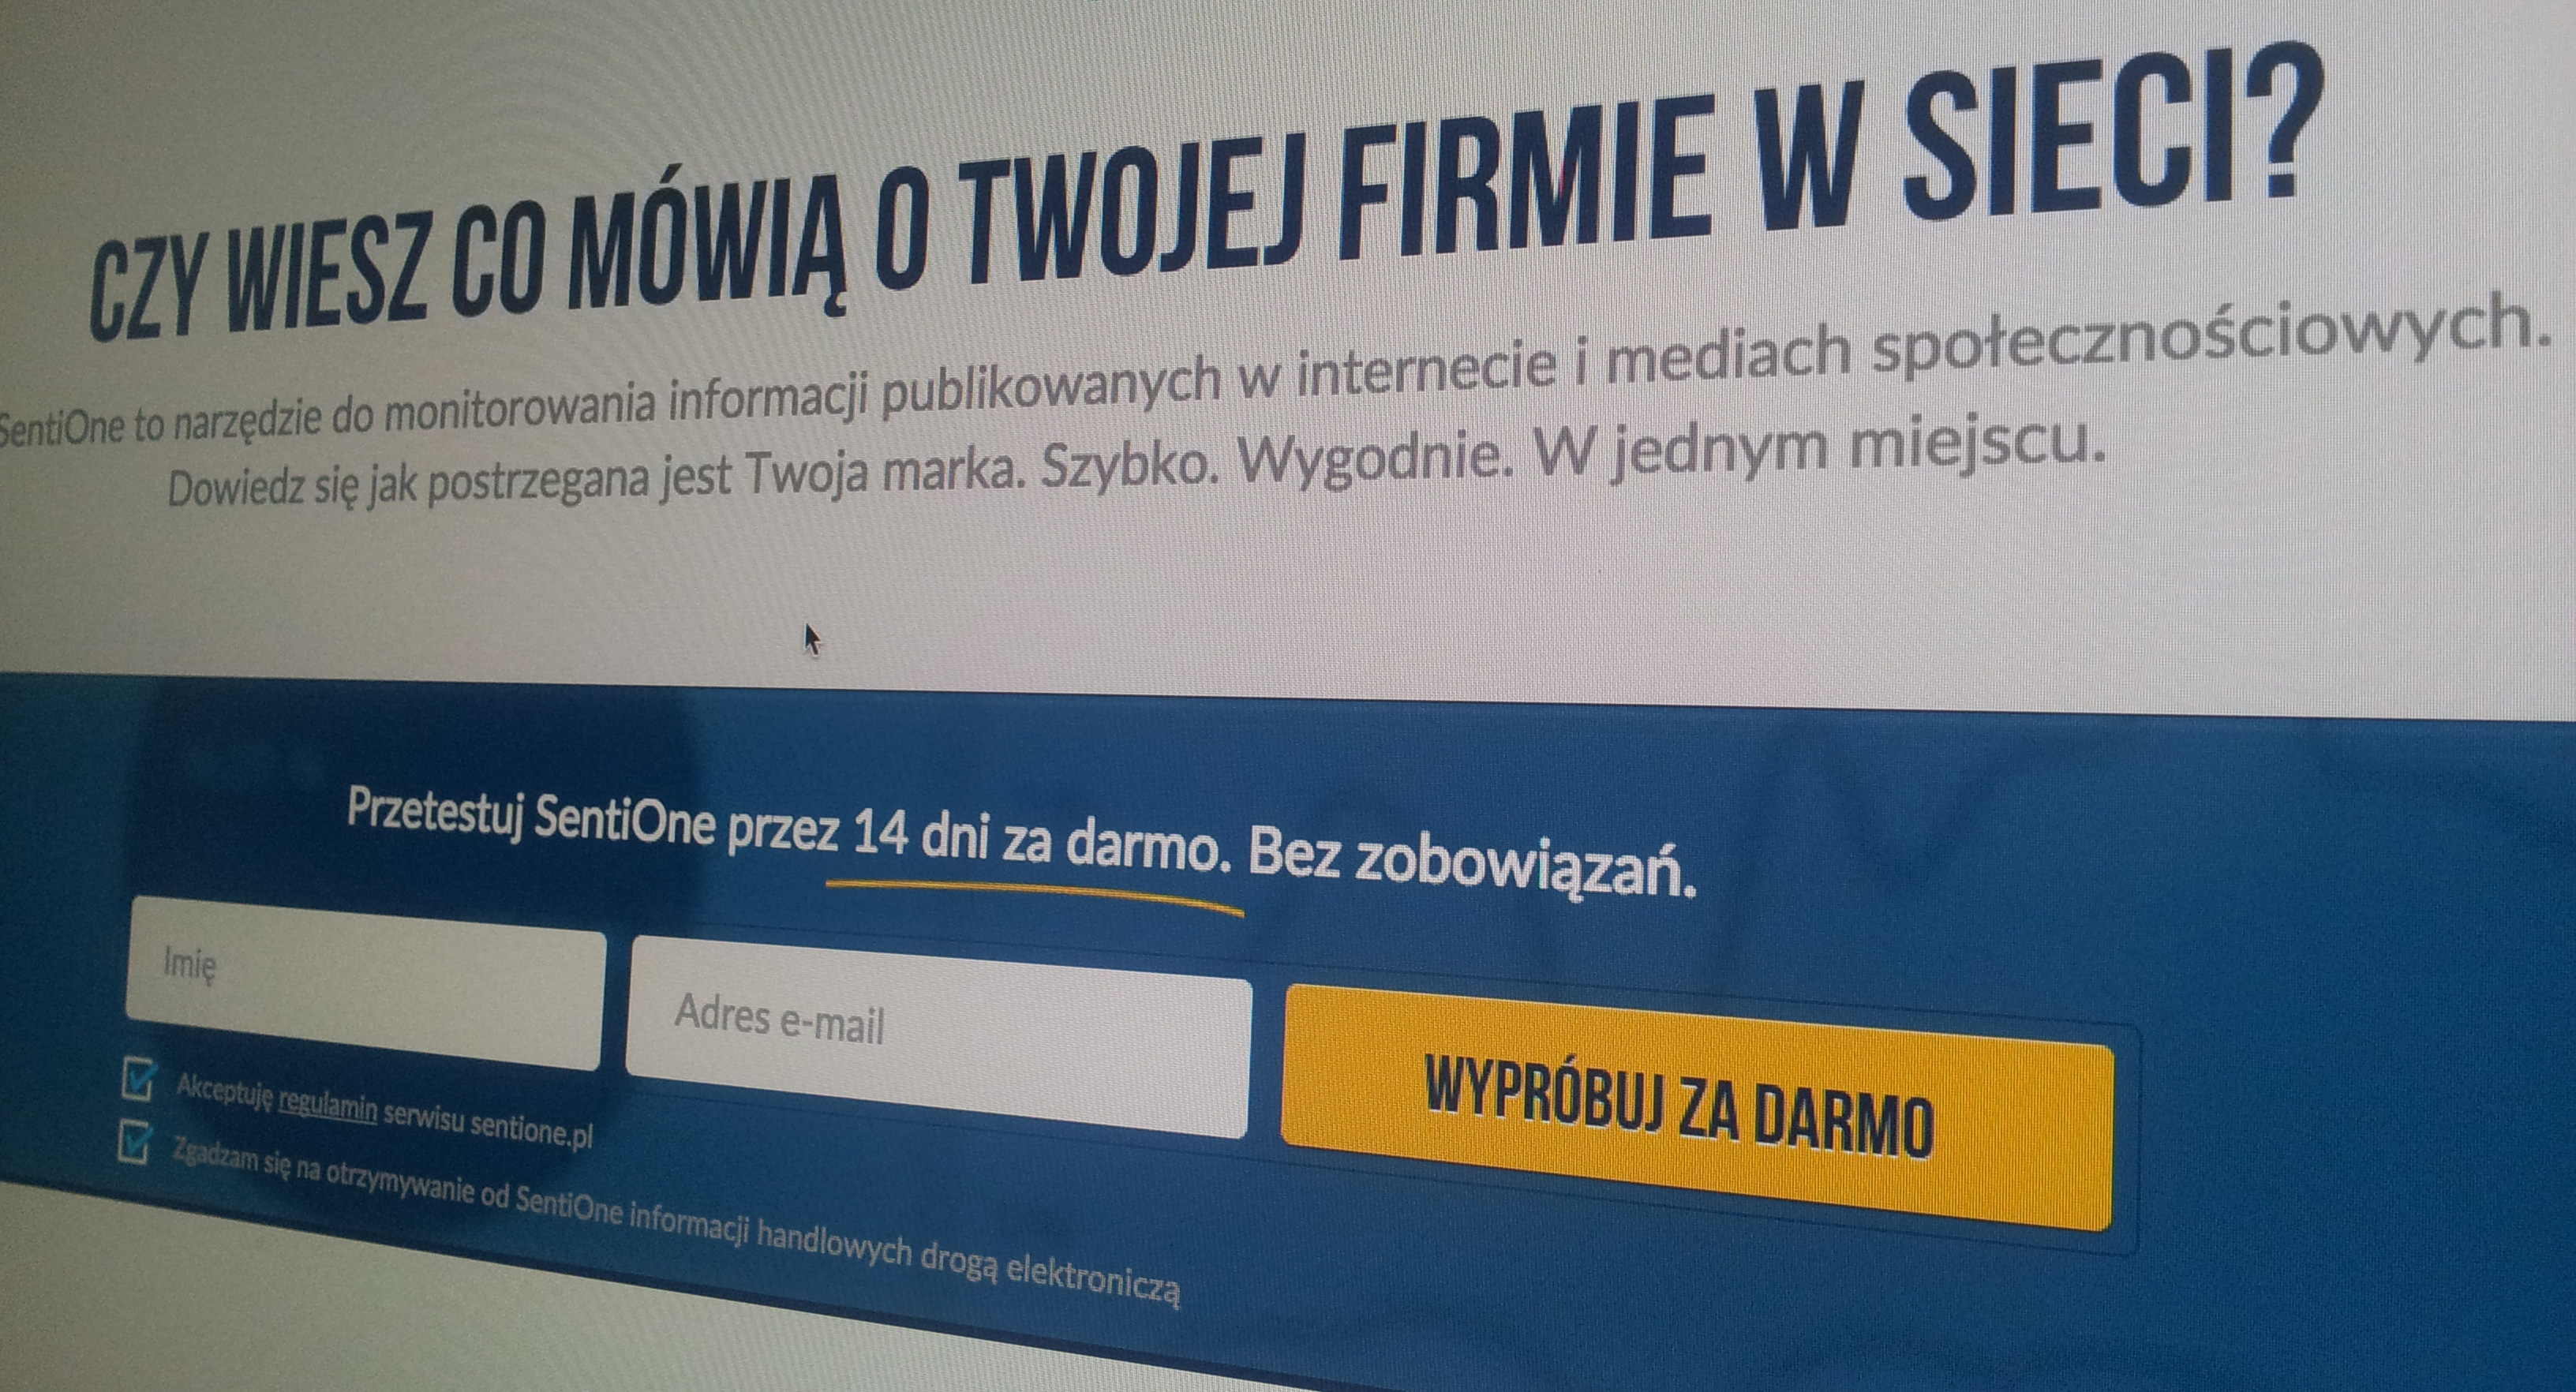 CZY WIESZ CO MÓWIĄ O TWOJEJ FIRMIE W SIECI?
SentiOne to narzędzie do monitorowania informacji publikowanych w internecie i mediach społecznościowych.
Dowiedz się jak postrzegana jest Twoja marka. Szybko. Wygodnie. W jednym miejscu.
Przetestuj SentiOne przez 14 dni za darmo. Bez zobowiązań.
Imię
Adres e-mail
WYPRÓBUJ ZA DARMO
Akceptuję regulamin serwisu sentione.pl
Zgadzam się na otrzymywanie od SentiOne informacji handlowych drogą elektroniczą